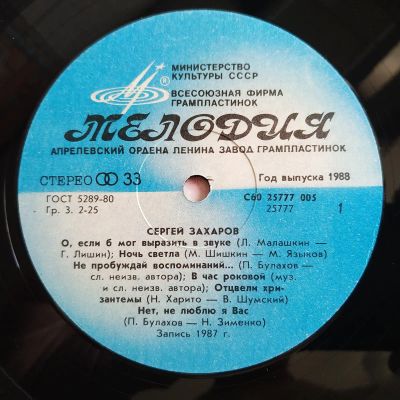 МИНИСТЕРСТВО
КУЛЬТУРЫ СССР
ВСЕСОЮЗНАЯ ФИРМА
ГРАМПЛАСТИНОК
МЕЛОДИЯ
АПРЕЛЕВСКИЙ ОРДЕНА ЛЕНИНА ЗАВОД ГРАМПЛАСТИНОК
СТЕРЕО 33
Год выпуска 1988
ГОСТ 5289-80
С60 25777 005
Гр. 3. 2-25
25777
1
СЕРГЕЙ ЗАХАРОВ
О, если б мог выразить в звуке (Л. Малашкин —
Г. Лишин); Ночь светла (М. Шишкин — М. Языков)
Не пробуждай воспоминаний... (П. Булахов —
сл. неизв. автора); В час роковой (муз.
и сл. неизв. автора); Отцвели хри-
зантемы (Н. Харито — В. Шумский)
Нет, не люблю я Вас
(П. Булахов — Н. Зименко)
Запись 1987 г.